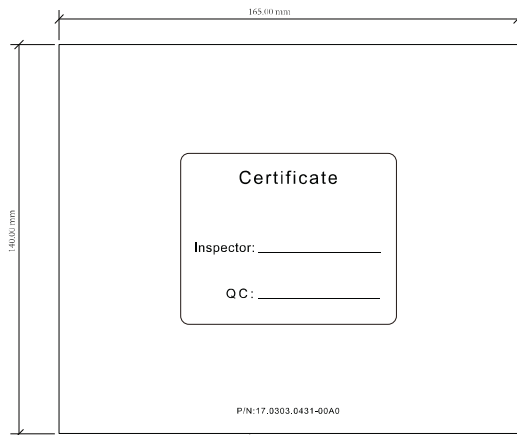 165.00 mm
140.00 mm
Certificate
Inspector:
QC:
P/N:17.0303.0431-00A0